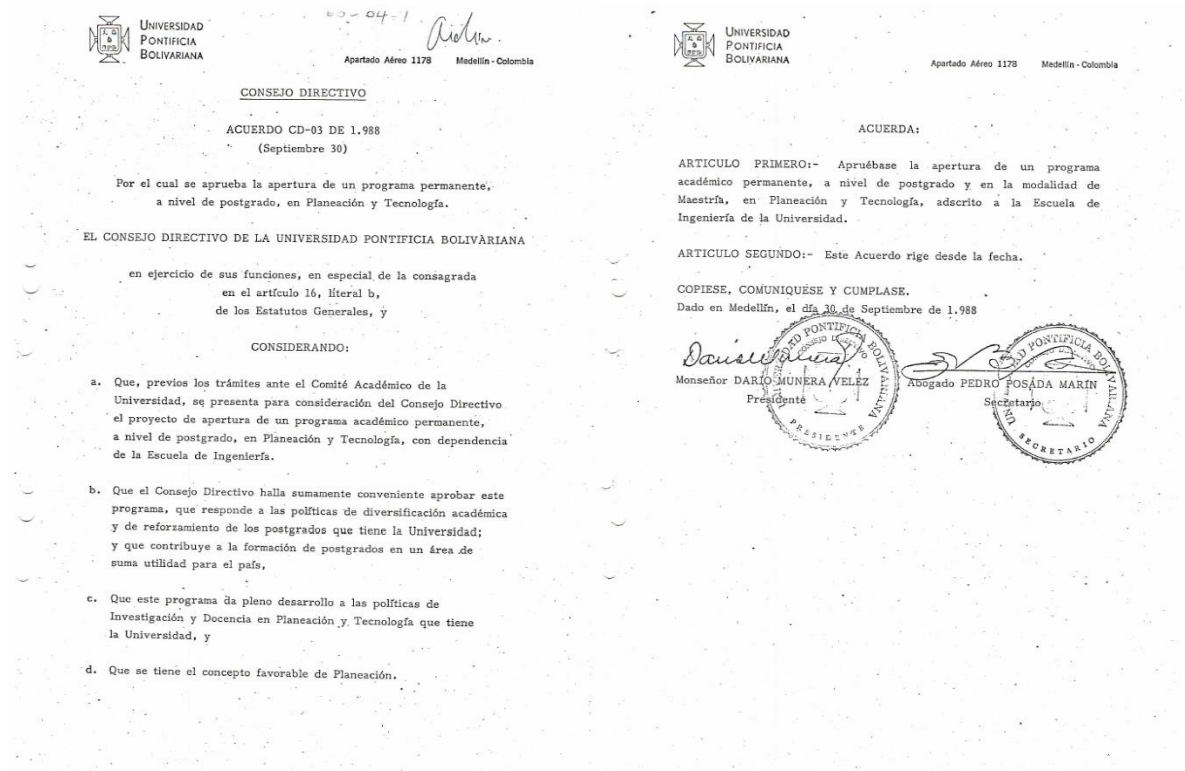 UNIVERSIDAD
PONTIFICIA
BOLIVARIANA
Apartado Aéreo 1178 Medellín - Colombia
CONSEJO DIRECTIVO
ACUERDO CD-03 DE 1.988
(Septiembre 30)
Por el cual se aprueba la apertura de un programa permanente,
a nivel de postgrado, en Planeación y Tecnología.
EL CONSEJO DIRECTIVO DE LA UNIVERSIDAD PONTIFICIA BOLIVARIANA
en ejercicio de sus funciones, en especial de la consagrada
en el artículo 16, literal b,
de los Estatutos Generales, y
CONSIDERANDO:
a. Que, previos los trámites ante el Comité Académico de la
Universidad, se presenta para consideración del Consejo Directivo
el proyecto de apertura de un programa académico permanente,
a nivel de postgrado, en Planeación y Tecnología, con dependencia
de la Escuela de Ingeniería.
b. Que el Consejo Directivo halla sumamente conveniente aprobar este
programa, que responde a las políticas de diversificación académica
y de reforzamiento de los postgrados que tiene la Universidad;
y que contribuye a la formación de postgrados en un área de
suma utilidad para el país,
c. Que este programa da pleno desarrollo a las políticas de
Investigación y Docencia en Planeación y Tecnología que tiene
la Universidad, y
d. Que se tiene el concepto favorable de Planeación.
UNIVERSIDAD
PONTIFICIA
BOLIVARIANA
Apartado Aéreo 1178 Medellín - Colombia
ACUERDA:
ARTICULO PRIMERO:- Apruébase la apertura de un programa
académico permanente, a nivel de postgrado y en la modalidad de
Maestría, en Planeación y Tecnología, adscrito a la Escuela de
Ingeniería de la Universidad.
ARTICULO SEGUNDO:- Este Acuerdo rige desde la fecha.
COPIESE, COMUNIQUESE Y CUMPLASE.
Dado en Medellín, el día 30 de Septiembre de 1.988
Monseñor DARIO MUNERA VELEZ
Presidente
UNIVERSIDAD PONTIFICIA BOLIVARIANA
CONSEJO DIRECTIVO
PRESIDENTE
Abogado PEDRO POSADA MARIN
Secretario
SECRETARIO